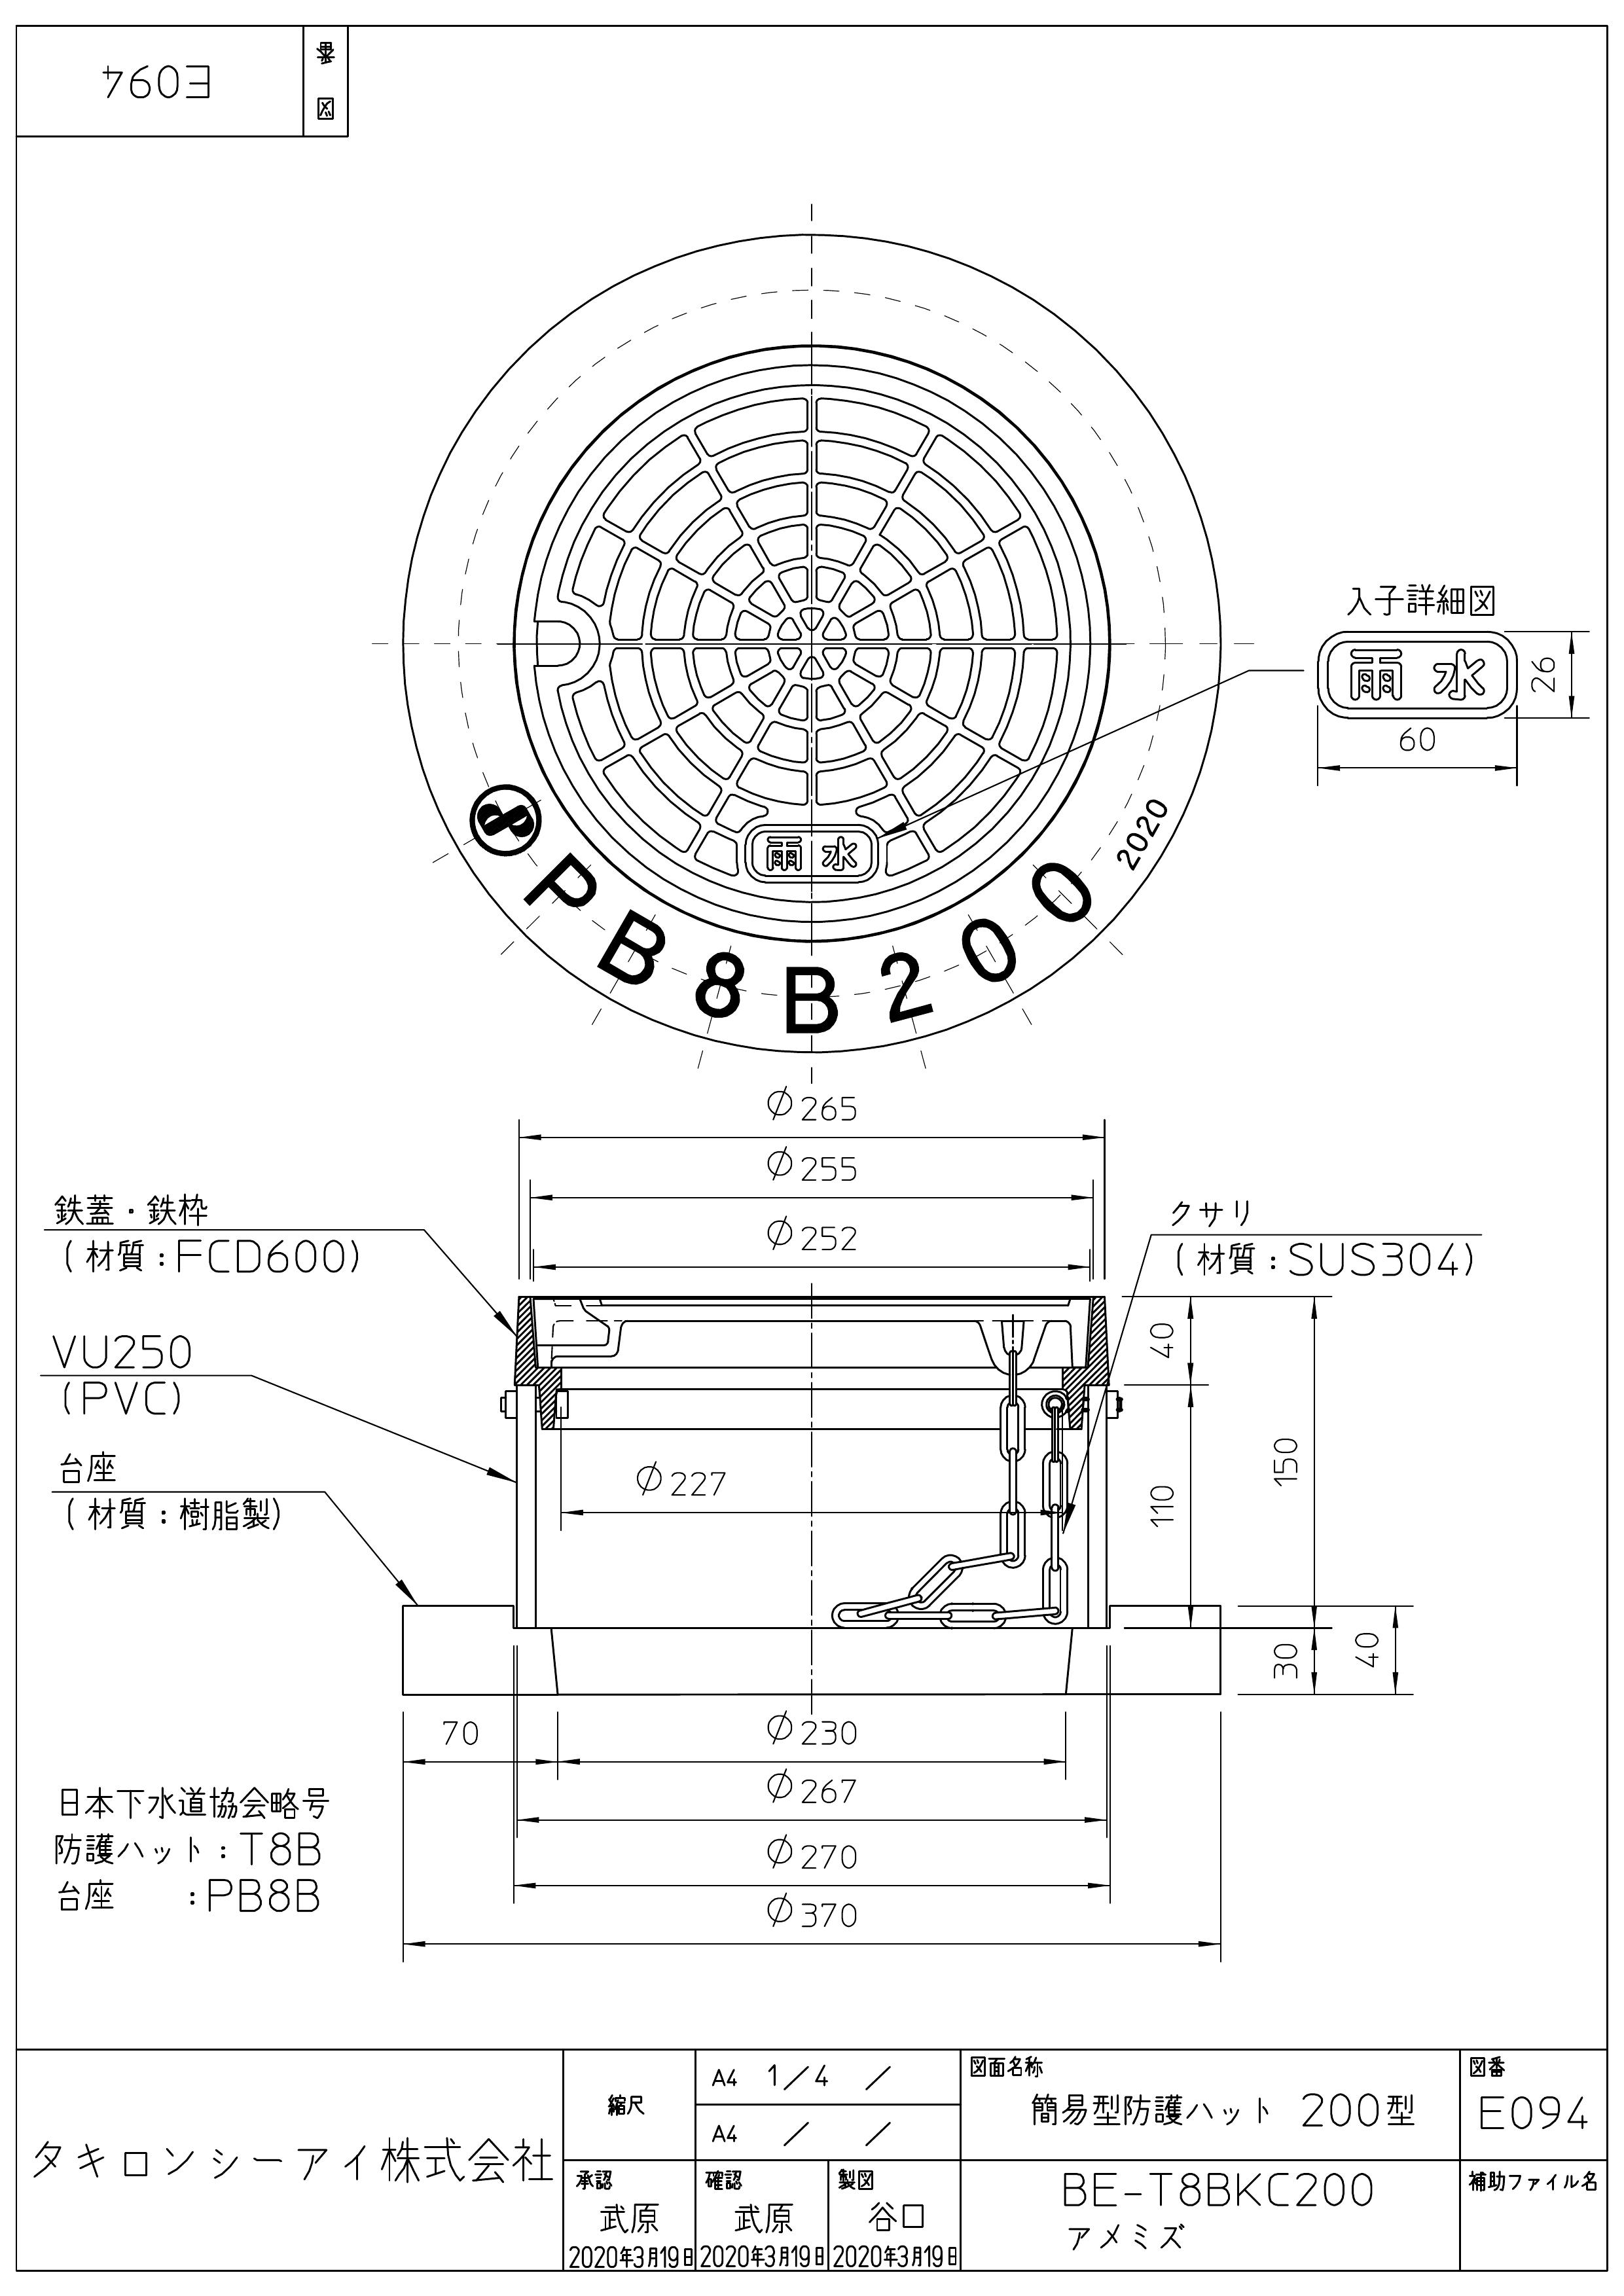 図番
E094
入子詳細図
雨水
26
60
雨水
PB8B200
2020
⌀265
⌀255
⌀252
鉄蓋・鉄枠
(材質:FCD600)
クサリ
(材質:SUS304)
VU250
(PVC)
40
150
110
台座
(材質:樹脂製)
⌀227
30
40
70
⌀230
⌀267
⌀270
⌀370
日本下水道協会略号
防護ハット:T8B
台座 :PB8B
タキロンシーアイ株式会社
縮尺
A4 1/4 /
A4 / /
図面名称
簡易型防護ハット 200型
図番
E094
承認
武原
2020年3月19日
確認
武原
2020年3月19日
製図
谷口
2020年3月19日
BE-T8BKC200
アメミズ
補助ファイル名